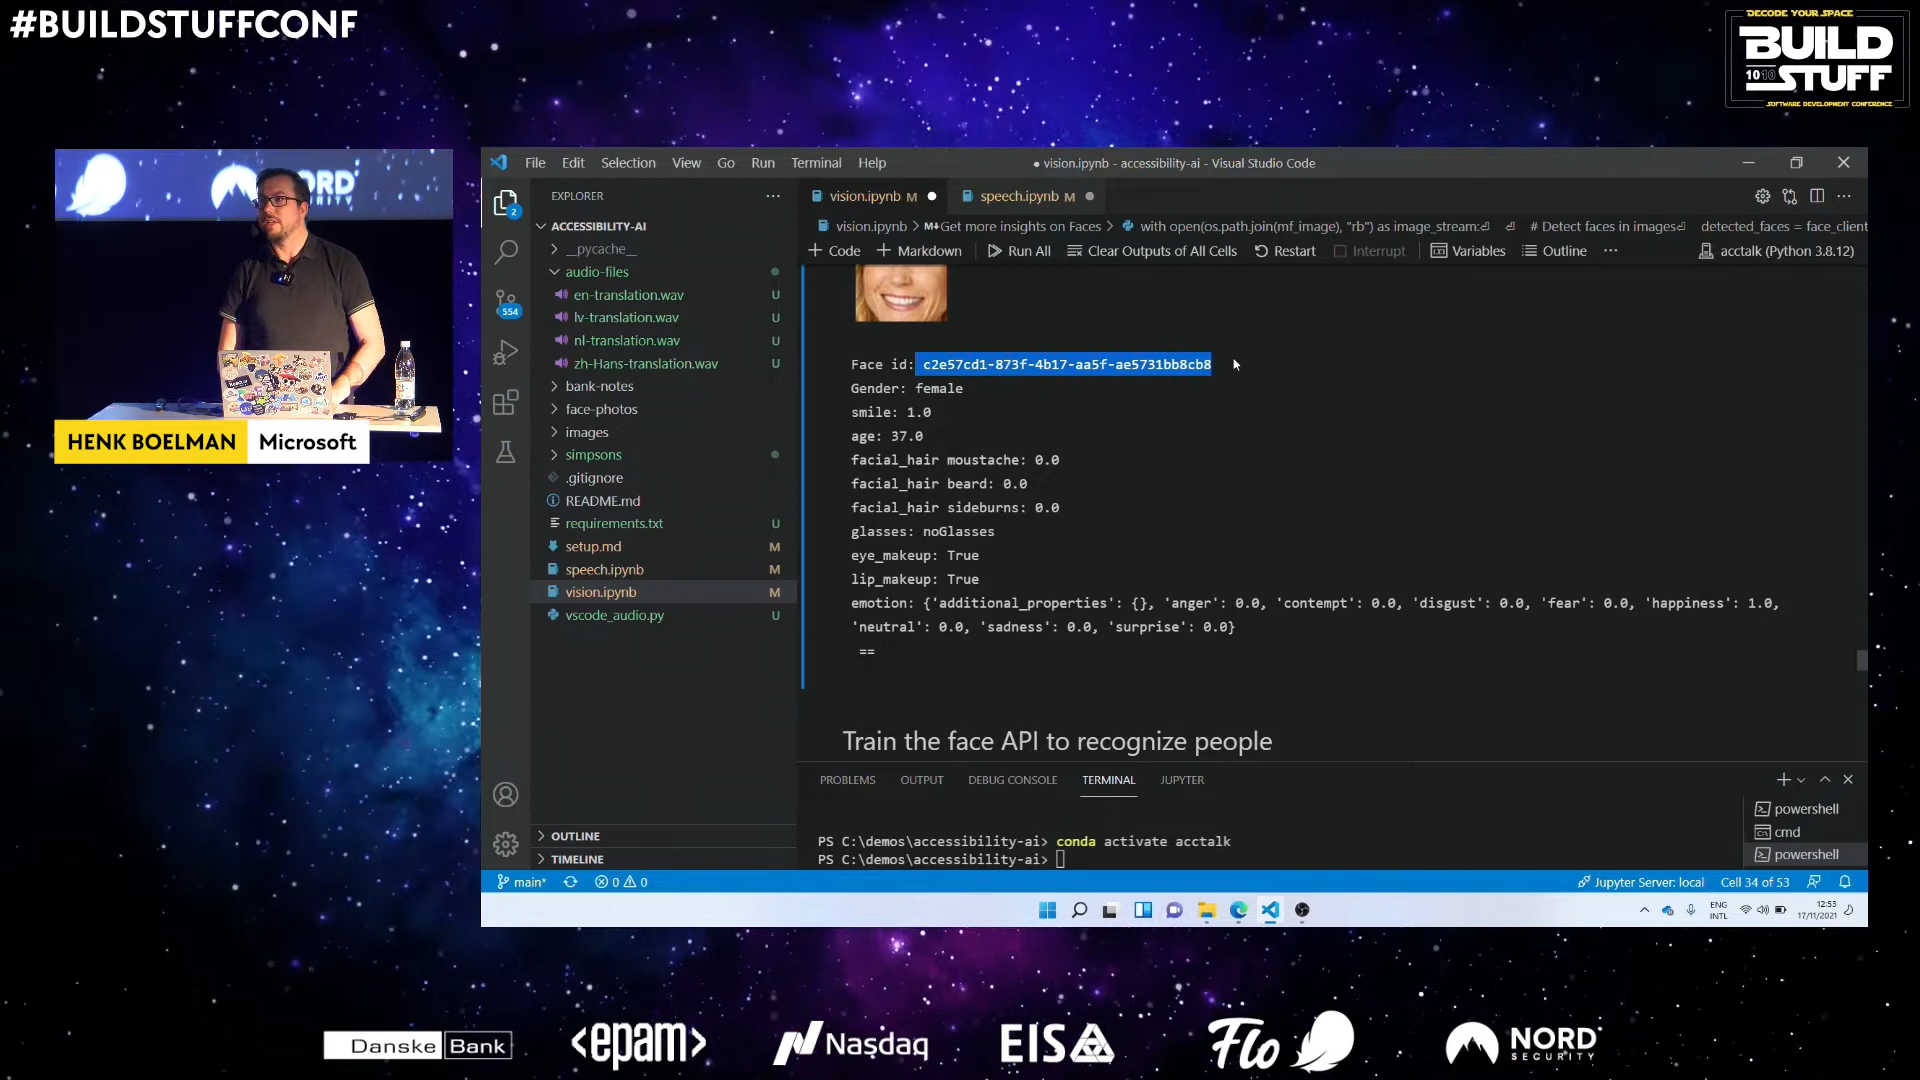 #BUILDSTUFFCONF
DECODE YOUR SPACE
BUILD
STUFF
SOFTWARE DEVELOPMENT CONFERENCE
HENK BOELMAN Microsoft
File Edit Selection View Go Run Terminal Help
● vision.ipynb - accessibility-ai - Visual Studio Code
EXPLORER
ACCESSIBILITY-AI
__pycache__
audio-files
en-translation.wav U
lv-translation.wav U
nl-translation.wav U
zh-Hans-translation.wav U
bank-notes
face-photos
images
simpsons
.gitignore
README.md
requirements.txt U
setup.md M
speech.ipynb M
vision.ipynb M
vscode_audio.py U
OUTLINE
TIMELINE
2
554
vision.ipynb M ● speech.ipynb M ●
vision.ipynb > M↓Get more insights on Faces > with open(os.path.join(mf_image), "rb") as image_stream: # Detect faces in images detected_faces = face_client
+ Code + Markdown Run All Clear Outputs of All Cells Restart Interrupt Variables Outline ··· acctalk (Python 3.8.12)
Face id: c2e57cd1-873f-4b17-aa5f-ae5731bb8cb8
Gender: female
smile: 1.0
age: 37.0
facial_hair moustache: 0.0
facial_hair beard: 0.0
facial_hair sideburns: 0.0
glasses: noGlasses
eye_makeup: True
lip_makeup: True
emotion: {'additional_properties': {}, 'anger': 0.0, 'contempt': 0.0, 'disgust': 0.0, 'fear': 0.0, 'happiness': 1.0,
'neutral': 0.0, 'sadness': 0.0, 'surprise': 0.0}
==
Train the face API to recognize people
PROBLEMS OUTPUT DEBUG CONSOLE TERMINAL JUPYTER
PS C:\demos\accessibility-ai> conda activate acctalk
PS C:\demos\accessibility-ai>
powershell
cmd
powershell
main* 0 0
Jupyter Server: local Cell 34 of 53
ENG
INTL
12:53
17/11/2021
Danske Bank
<epam>
Nasdaq
EIS
Flo
NORD
SECURITY